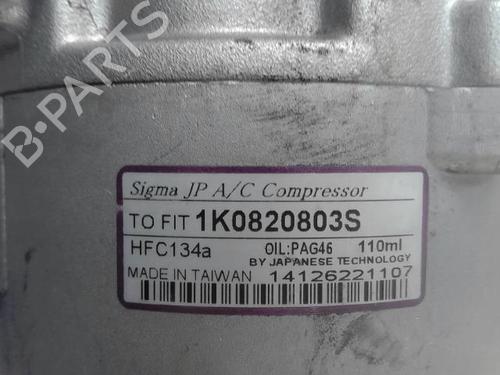 B-PARTS
Sigma JP A/C Compressor
TO FIT 1K0820803S
HFC134a OIL:PAG46 110ml
BY JAPANESE TECHNOLOGY
MADE IN TAIWAN 14126221107